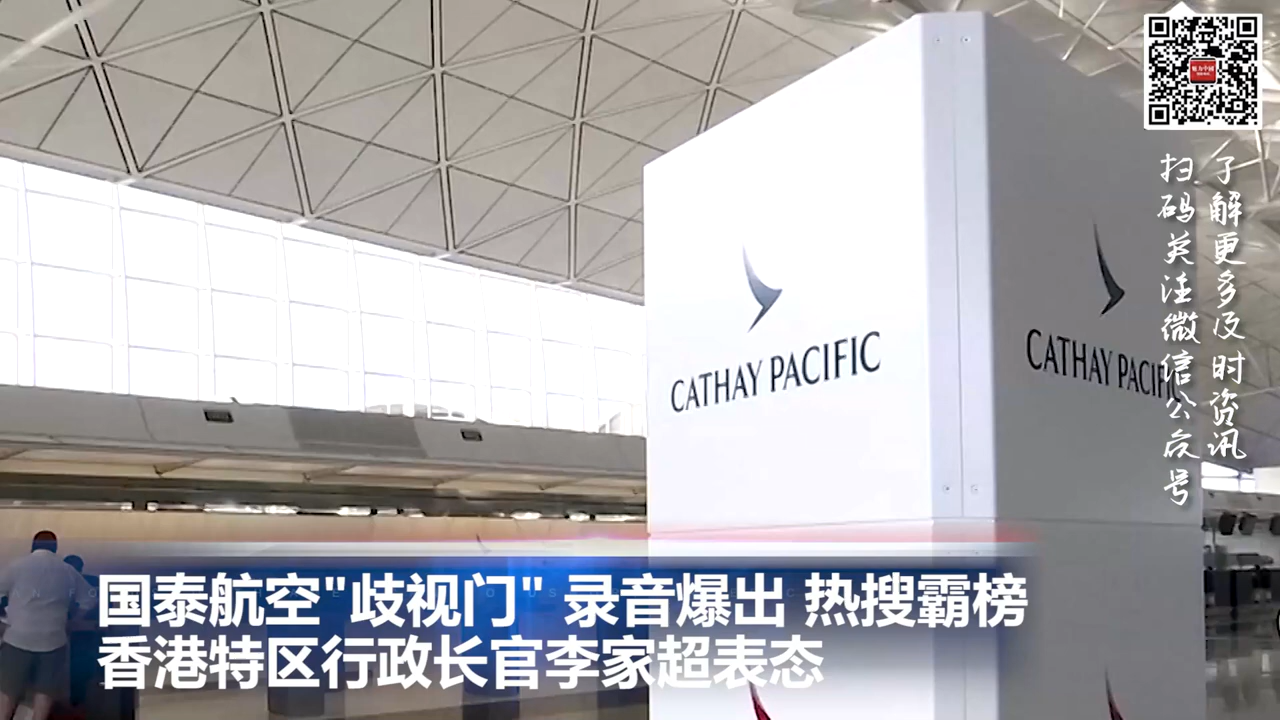 了解更多及时资讯
扫码关注微信公众号
CATHAY PACIFIC
CATHAY PACIFIC
国泰航空"歧视门" 录音爆出 热搜霸榜
香港特区行政长官李家超表态